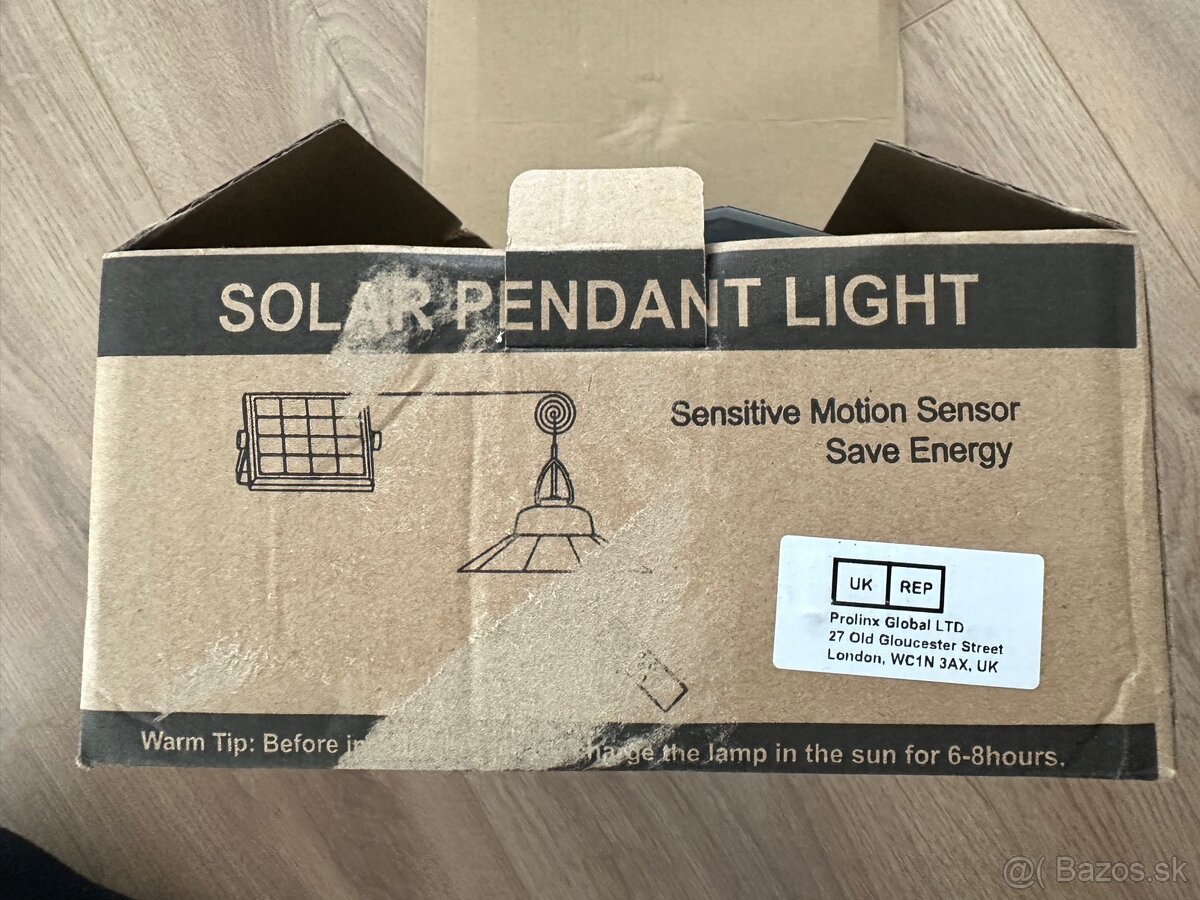 SOLAR PENDANT LIGHT
Sensitive Motion Sensor
Save Energy
UK REP
Prolinx Global LTD
27 Old Gloucester Street
London, WC1N 3AX, UK
Warm Tip: Before charge the lamp in the sun for 6-8hours.
@( Bazos.sk